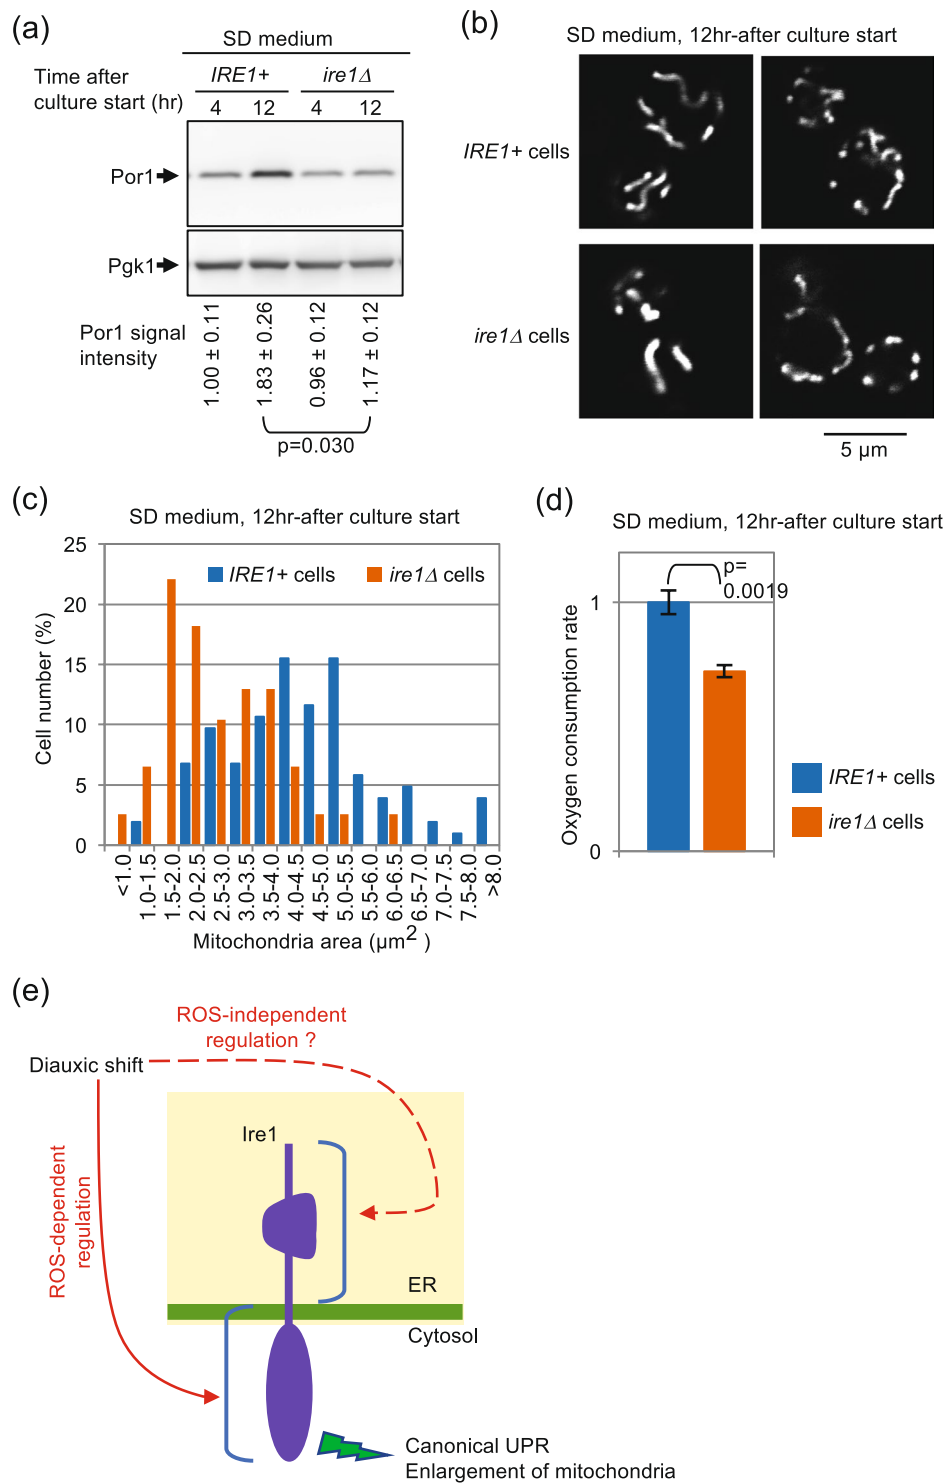 (a)
SD medium
Time after
culture start (hr)
IRE1+ ire1Δ
4 12 4 12
Por1
Pgk1
Por1 signal
intensity
1.00 ± 0.11
1.83 ± 0.26
0.96 ± 0.12
1.17 ± 0.12
p=0.030
(b)
SD medium, 12hr-after culture start
IRE1+ cells
ire1Δ cells
5 μm
(c)
SD medium, 12hr-after culture start
IRE1+ cells ire1Δ cells
Cell number (%)
25
20
15
10
5
0
<1.0
1.0-1.5
1.5-2.0
2.0-2.5
2.5-3.0
3.0-3.5
3.5-4.0
4.0-4.5
4.5-5.0
5.0-5.5
5.5-6.0
6.0-6.5
6.5-7.0
7.0-7.5
7.5-8.0
>8.0
Mitochondria area (μm2 )
(d)
SD medium, 12hr-after culture start
p=
0.0019
Oxygen consumption rate
1
0
IRE1+ cells
ire1Δ cells
(e)
ROS-independent
regulation ?
Diauxic shift
ROS-dependent
regulation
Ire1
ER
Cytosol
Canonical UPR
Enlargement of mitochondria